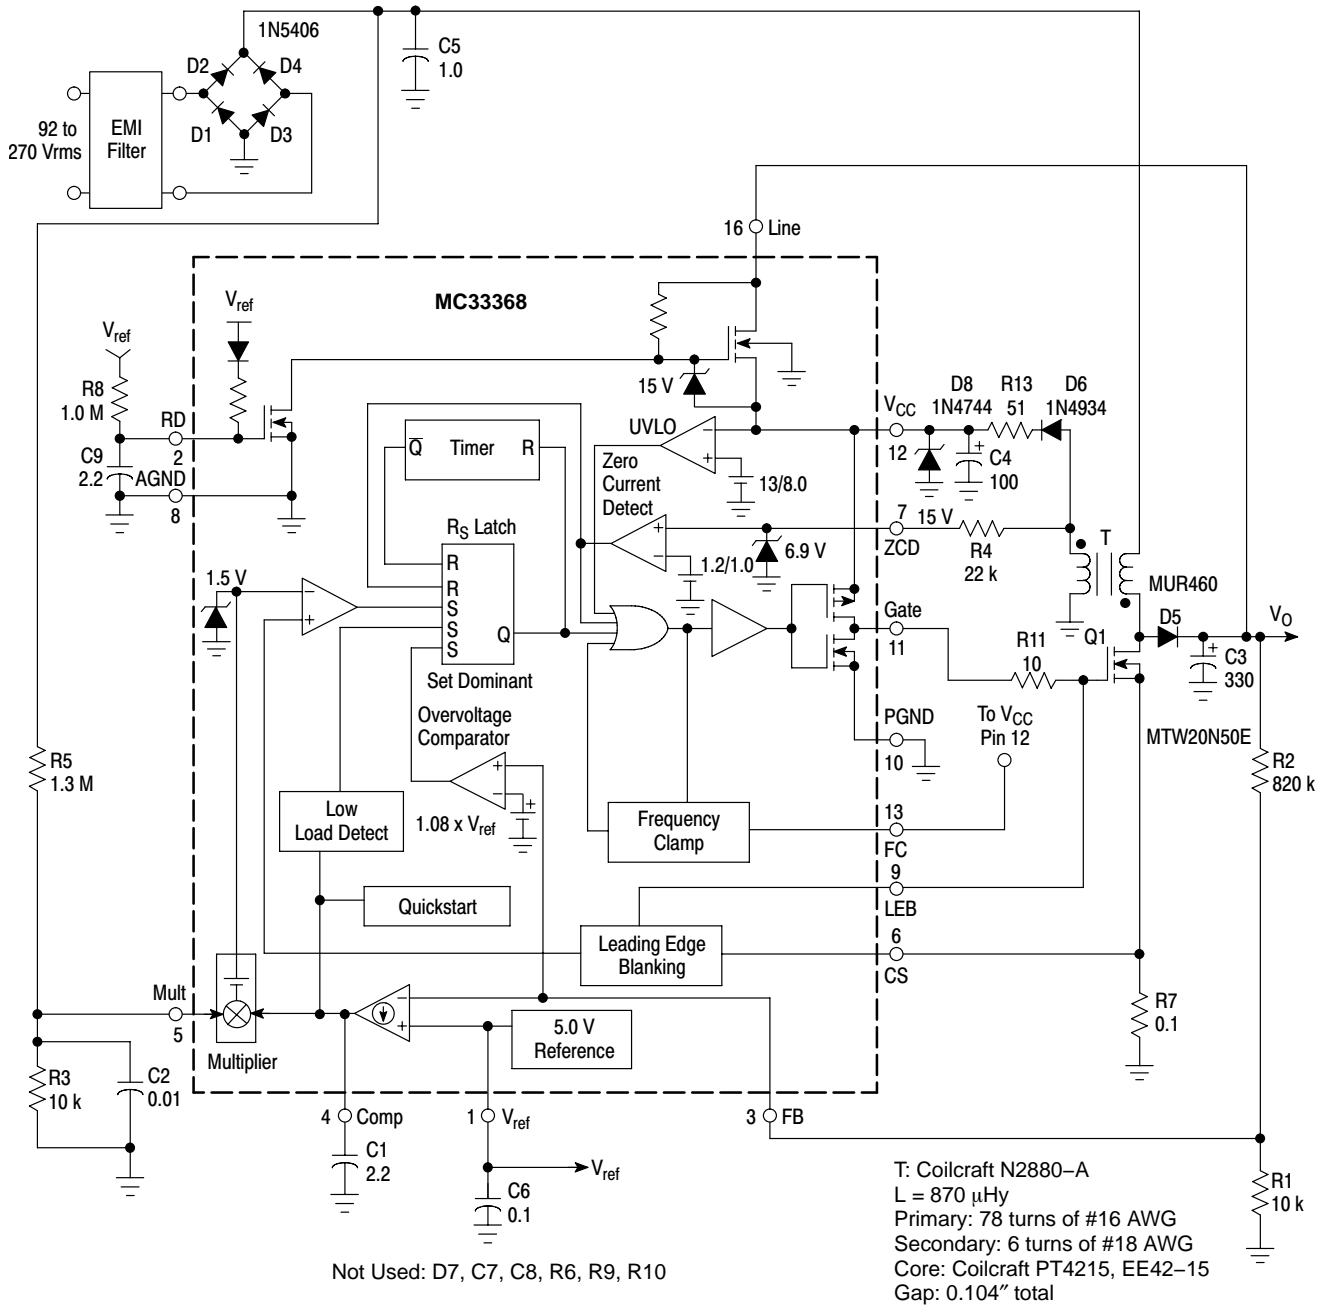 1N5406
D2
D4
D1
D3
C5
1.0
92 to
270 Vrms
EMI
Filter
16
Line
MC33368
Vref
Vref
R8
1.0 M
RD
2
C9
2.2
AGND
8
15 V
VCC
12
D8
1N4744
R13
51
D6
1N4934
C4
100
+
UVLO
−
+
13/8.0
Q
Timer
R
Zero
Current
Detect
7
15 V
ZCD
R4
22 k
T
+
−
1.2/1.0
6.9 V
RS Latch
R
R
S
S
S
Q
Set Dominant
1.5 V
−
+
MUR460
Gate
11
R11
10
Q1
D5
VO
+
C3
330
PGND
10
To VCC
Pin 12
MTW20N50E
R2
820 k
Overvoltage
Comparator
+
−
+
1.08 x Vref
R5
1.3 M
Low
Load Detect
Frequency
Clamp
13
FC
9
LEB
Quickstart
Leading Edge
Blanking
6
CS
Mult
5
Multiplier
−
+
5.0 V
Reference
R7
0.1
R3
10 k
C2
0.01
4
Comp
1
Vref
3
FB
C1
2.2
Vref
C6
0.1
R1
10 k
T: Coilcraft N2880−A
L = 870 μHy
Primary: 78 turns of #16 AWG
Secondary: 6 turns of #18 AWG
Core: Coilcraft PT4215, EE42−15
Gap: 0.104″ total
Not Used: D7, C7, C8, R6, R9, R10